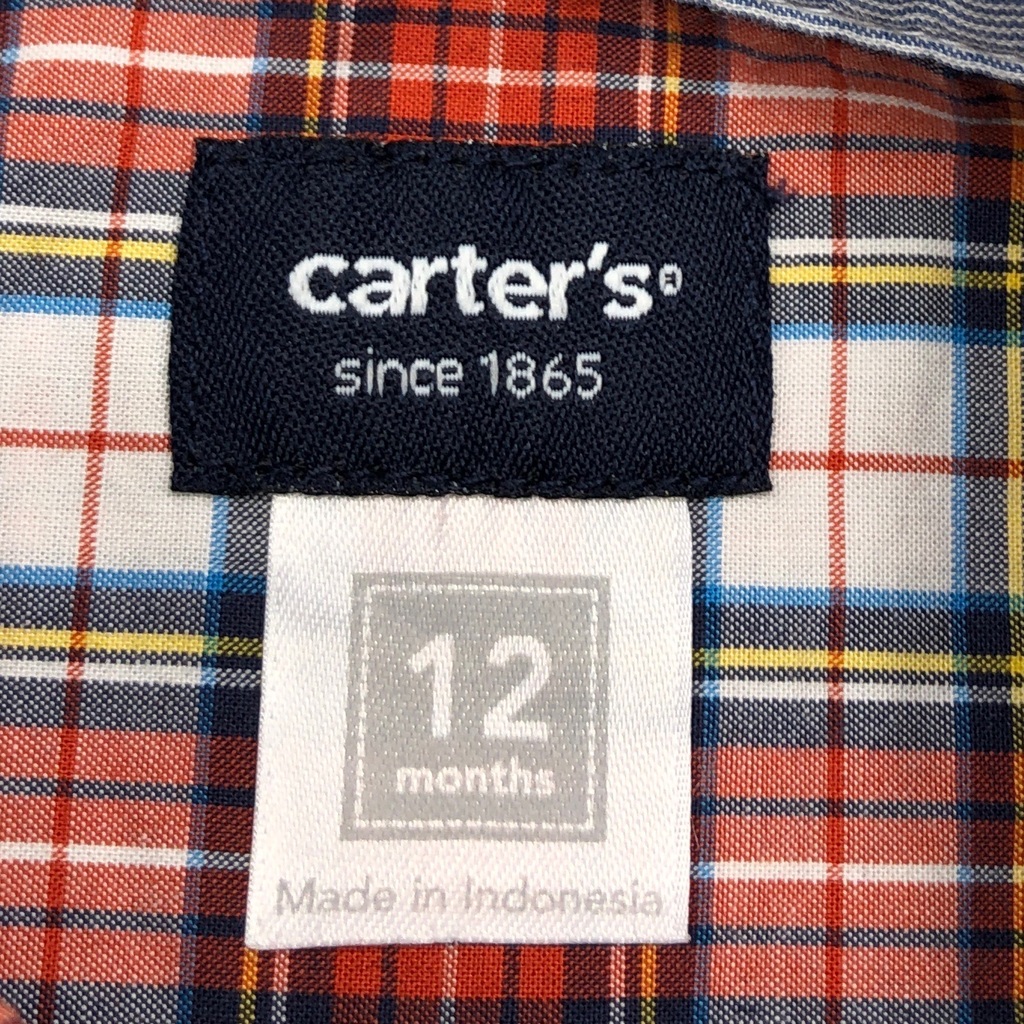 carter's®
since 1865
12
months
Made in Indonesia